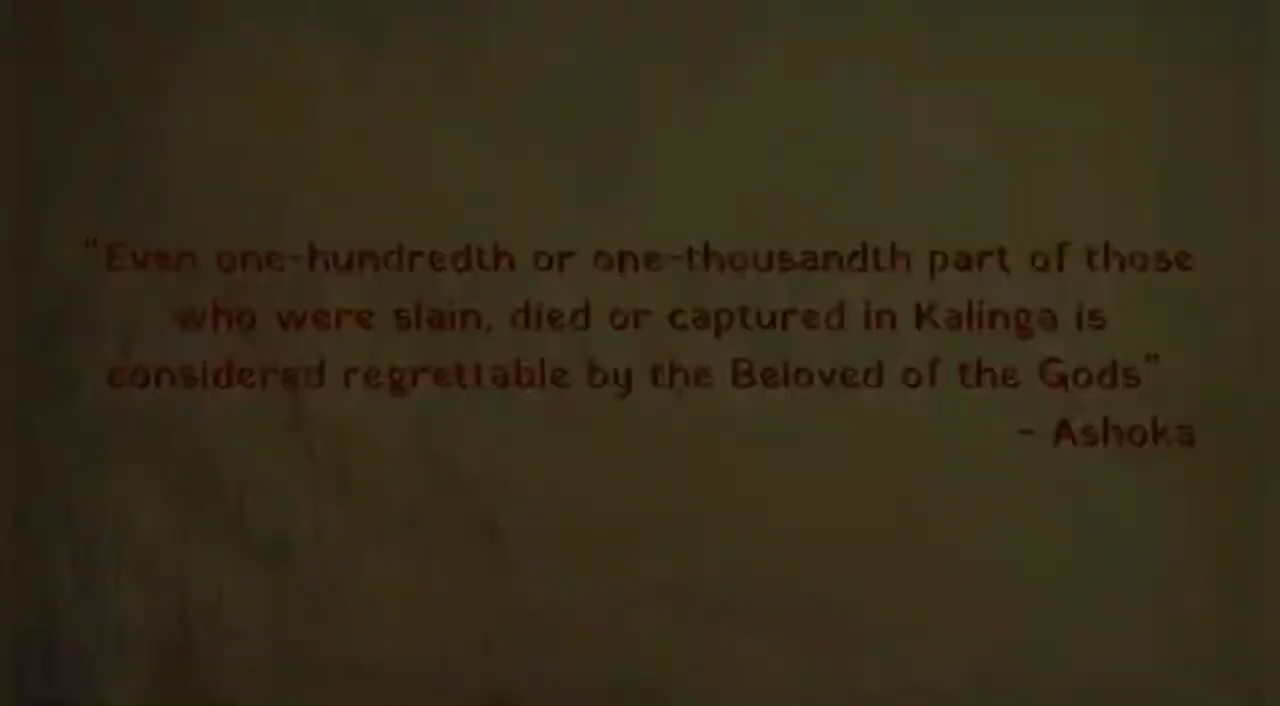 "Even one-hundredth or one-thousandth part of those
who were slain, died or captured in Kalinga is
considered regrettable by the Beloved of the Gods"
- Ashoka